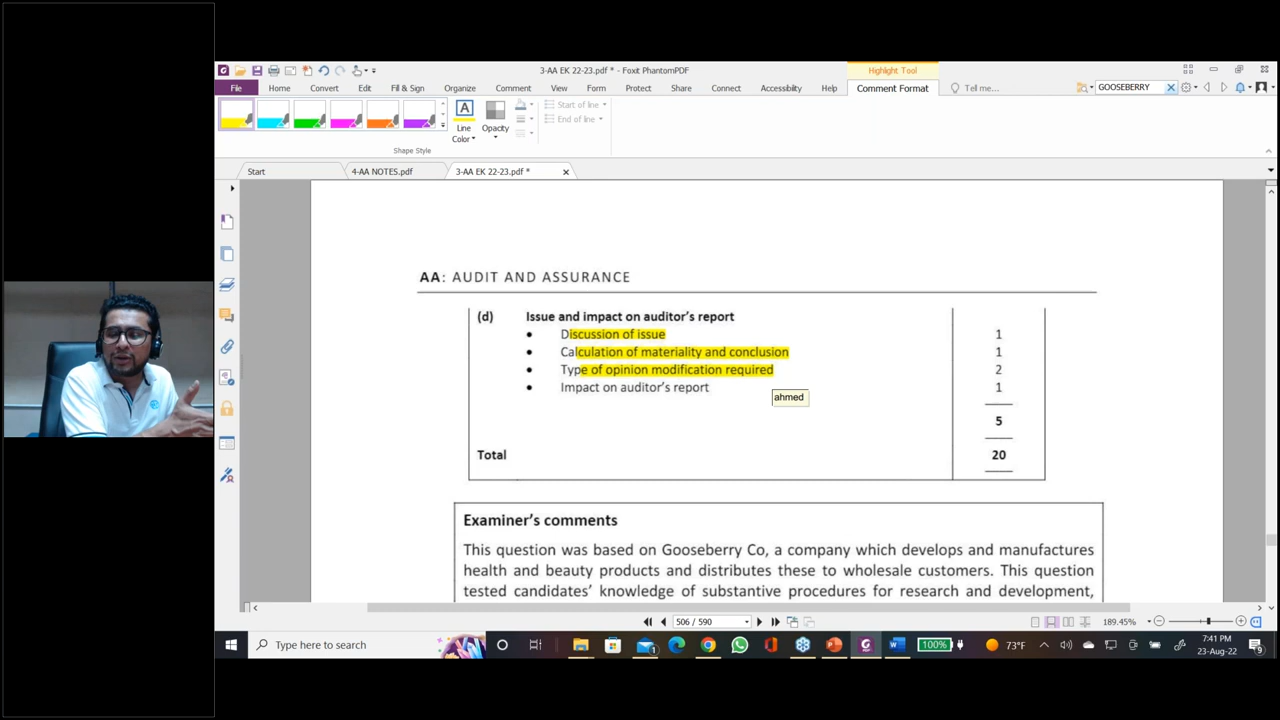 3-AA EK 22-23.pdf * - Foxit PhantomPDF
Highlight Tool
File Home Convert Edit Fill & Sign Organize Comment View Form Protect Share Connect Accessibility Help Comment Format Tell me... GOOSEBERRY
Line Color
Opacity
Start of line
End of line
Shape Style
Start 4-AA NOTES.pdf 3-AA EK 22-23.pdf *
AA: AUDIT AND ASSURANCE
(d) Issue and impact on auditor's report
• Discussion of issue 1
• Calculation of materiality and conclusion 1
• Type of opinion modification required 2
• Impact on auditor's report 1
ahmed
5
Total 20
Examiner's comments
This question was based on Gooseberry Co, a company which develops and manufactures
health and beauty products and distributes these to wholesale customers. This question
tested candidates' knowledge of substantive procedures for research and development,
506 / 590 189.45%
Type here to search 100% 73°F 7:41 PM
23-Aug-22